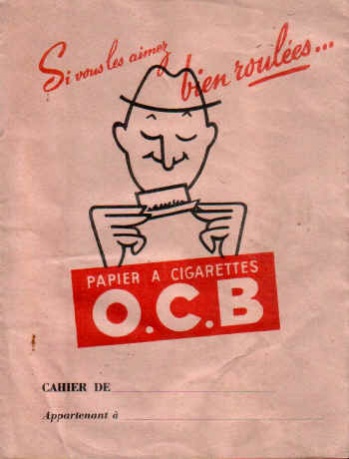 Si vous les aimez
bien roulées...
PAPIER A CIGARETTES
O.C.B
CAHIER DE
Appartenant à